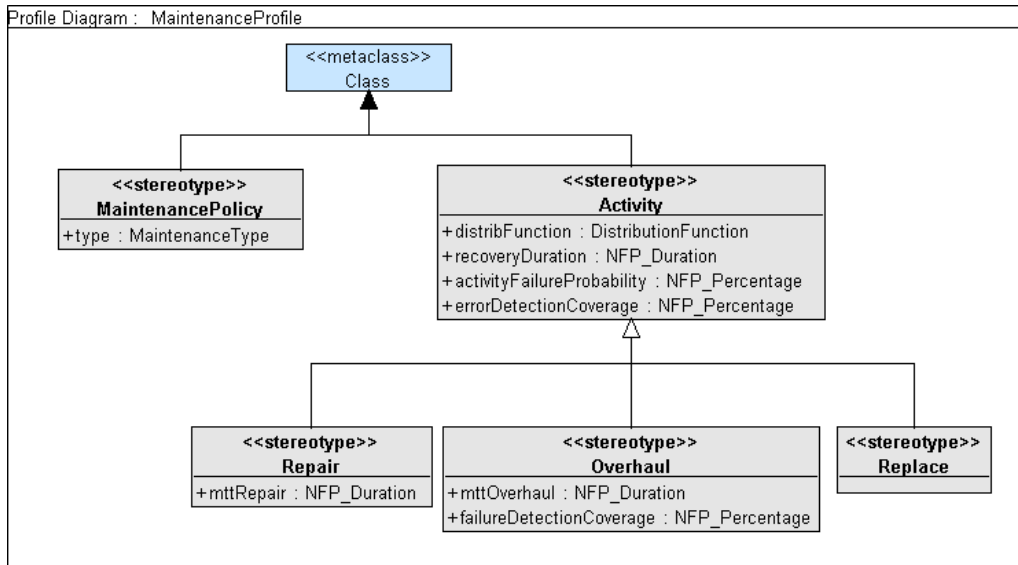 Profile Diagram : MaintenanceProfile
<<metaclass>>
Class
<<stereotype>>
MaintenancePolicy
+type : MaintenanceType
<<stereotype>>
Activity
+distribFunction : DistributionFunction
+recoveryDuration : NFP_Duration
+activityFailureProbability : NFP_Percentage
+errorDetectionCoverage : NFP_Percentage
<<stereotype>>
Repair
+mttRepair : NFP_Duration
<<stereotype>>
Overhaul
+mttOverhaul : NFP_Duration
+failureDetectionCoverage : NFP_Percentage
<<stereotype>>
Replace